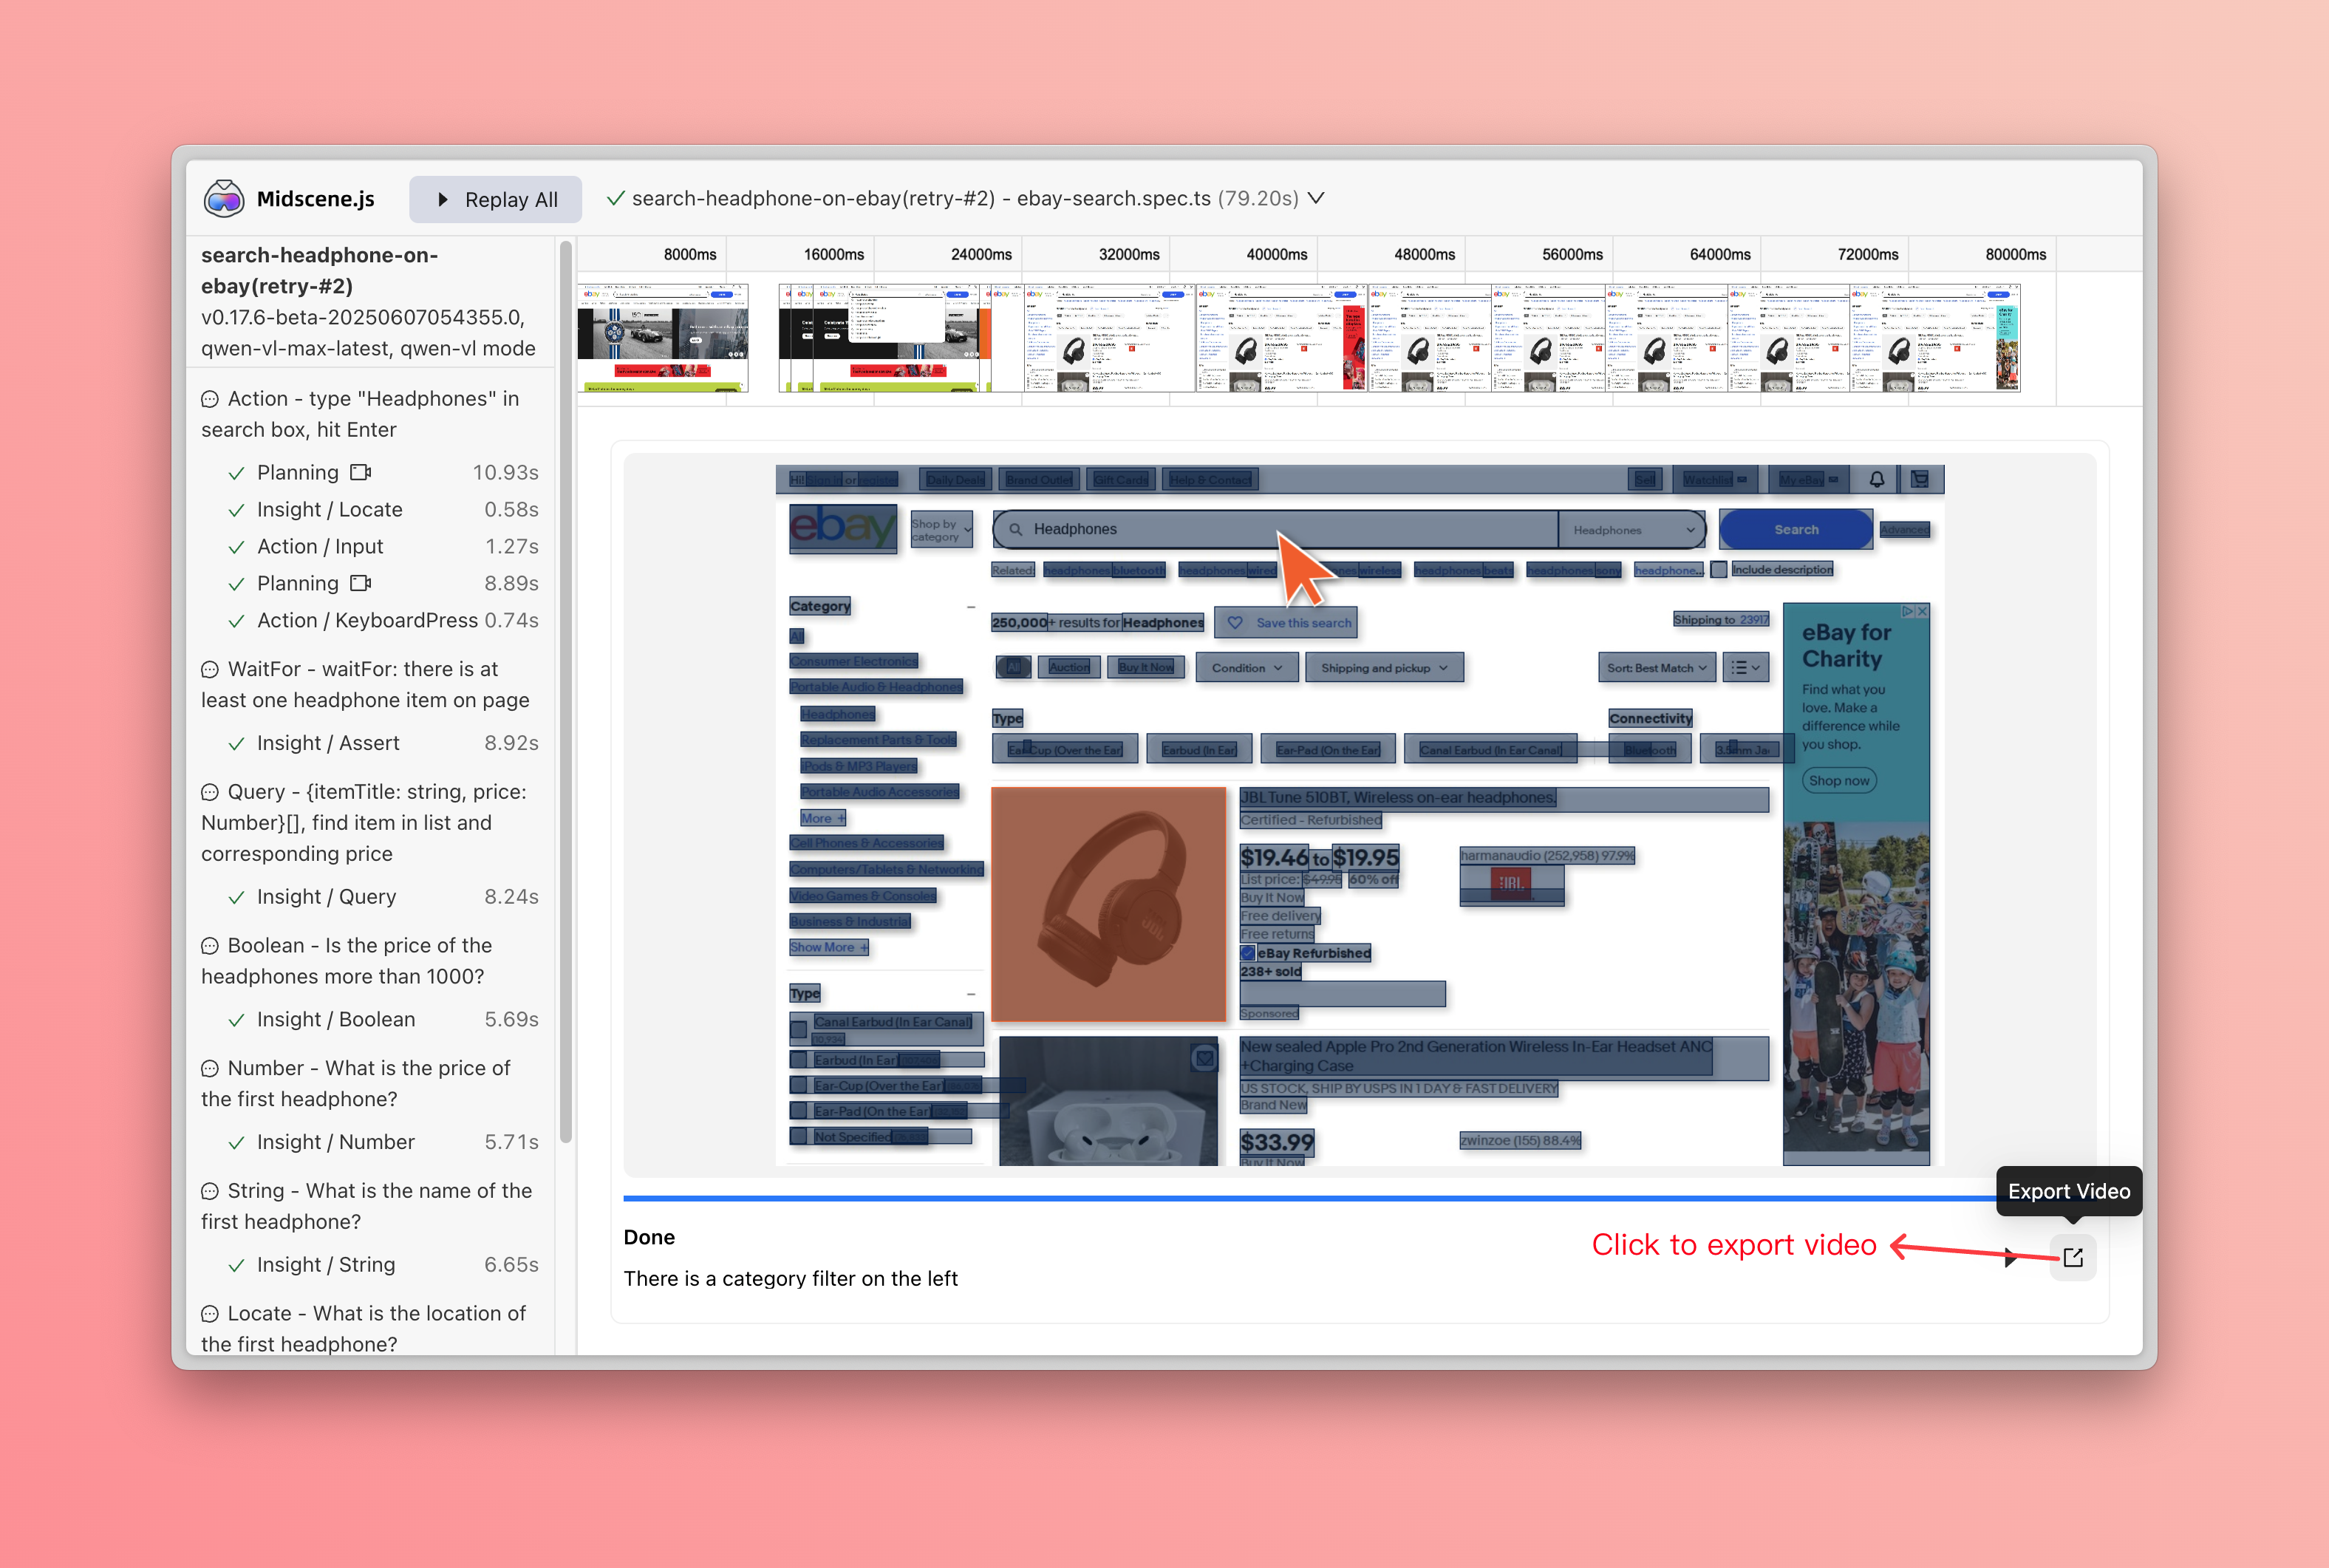 Midscene.js
Replay All
search-headphone-on-ebay(retry-#2) - ebay-search.spec.ts (79.20s)
search-headphone-on-
ebay(retry-#2)
v0.17.6-beta-20250607054355.0,
qwen-vl-max-latest, qwen-vl mode
Action - type "Headphones" in
search box, hit Enter
Planning 10.93s
Insight / Locate 0.58s
Action / Input 1.27s
Planning 8.89s
Action / KeyboardPress 0.74s
WaitFor - waitFor: there is at
least one headphone item on page
Insight / Assert 8.92s
Query - {itemTitle: string, price:
Number}[], find item in list and
corresponding price
Insight / Query 8.24s
Boolean - Is the price of the
headphones more than 1000?
Insight / Boolean 5.69s
Number - What is the price of
the first headphone?
Insight / Number 5.71s
String - What is the name of the
first headphone?
Insight / String 6.65s
Locate - What is the location of
the first headphone?
8000ms 16000ms 24000ms 32000ms 40000ms 48000ms 56000ms 64000ms 72000ms 80000ms
Hi! Sign in or register Daily Deals Brand Outlet Gift Cards Help & Contact Sell Watchlist My eBay
ebay
Shop by
category
Headphones
Headphones
Search
Advanced
Related: headphones bluetooth headphones wired wireless headphones beats headphones sony headphone... Include description
Category
All
Consumer Electronics
Portable Audio & Headphones
Headphones
Replacement Parts & Tools
iPods & MP3 Players
Portable Audio Accessories
More +
Cell Phones & Accessories
Computers/Tablets & Networking
Video Games & Consoles
Business & Industrial
Show More +
Type
Canal Earbud (In Ear Canal)
Earbud (In Ear)
Ear-Cup (Over the Ear)
Ear-Pad (On the Ear)
Not Specified
250,000+ results for Headphones
Save this search
Shipping to 23917
All Auction Buy It Now Condition Shipping and pickup Sort: Best Match
Type Connectivity
Ear-Cup (Over the Ear) Earbud (In Ear) Ear-Pad (On the Ear) Canal Earbud (In Ear Canal) Bluetooth 3.5mm Jac
JBL Tune 510BT, Wireless on-ear headphones.
Certified - Refurbished
$19.46 to $19.95
List price: $49.95 60% off
Buy It Now
Free delivery
Free returns
eBay Refurbished
238+ sold
Sponsored
harmanaudio (252,958) 97.9%
JBL
JBL
New sealed Apple Pro 2nd Generation Wireless In-Ear Headset ANC
+Charging Case
US STOCK, SHIP BY USPS IN 1 DAY & FAST DELIVERY
Brand New
$33.99
Buy It Now
zwinzoe (155) 88.4%
eBay for
Charity
Find what you
love. Make a
difference while
you shop.
Shop now
Export Video
Done
There is a category filter on the left
Click to export video